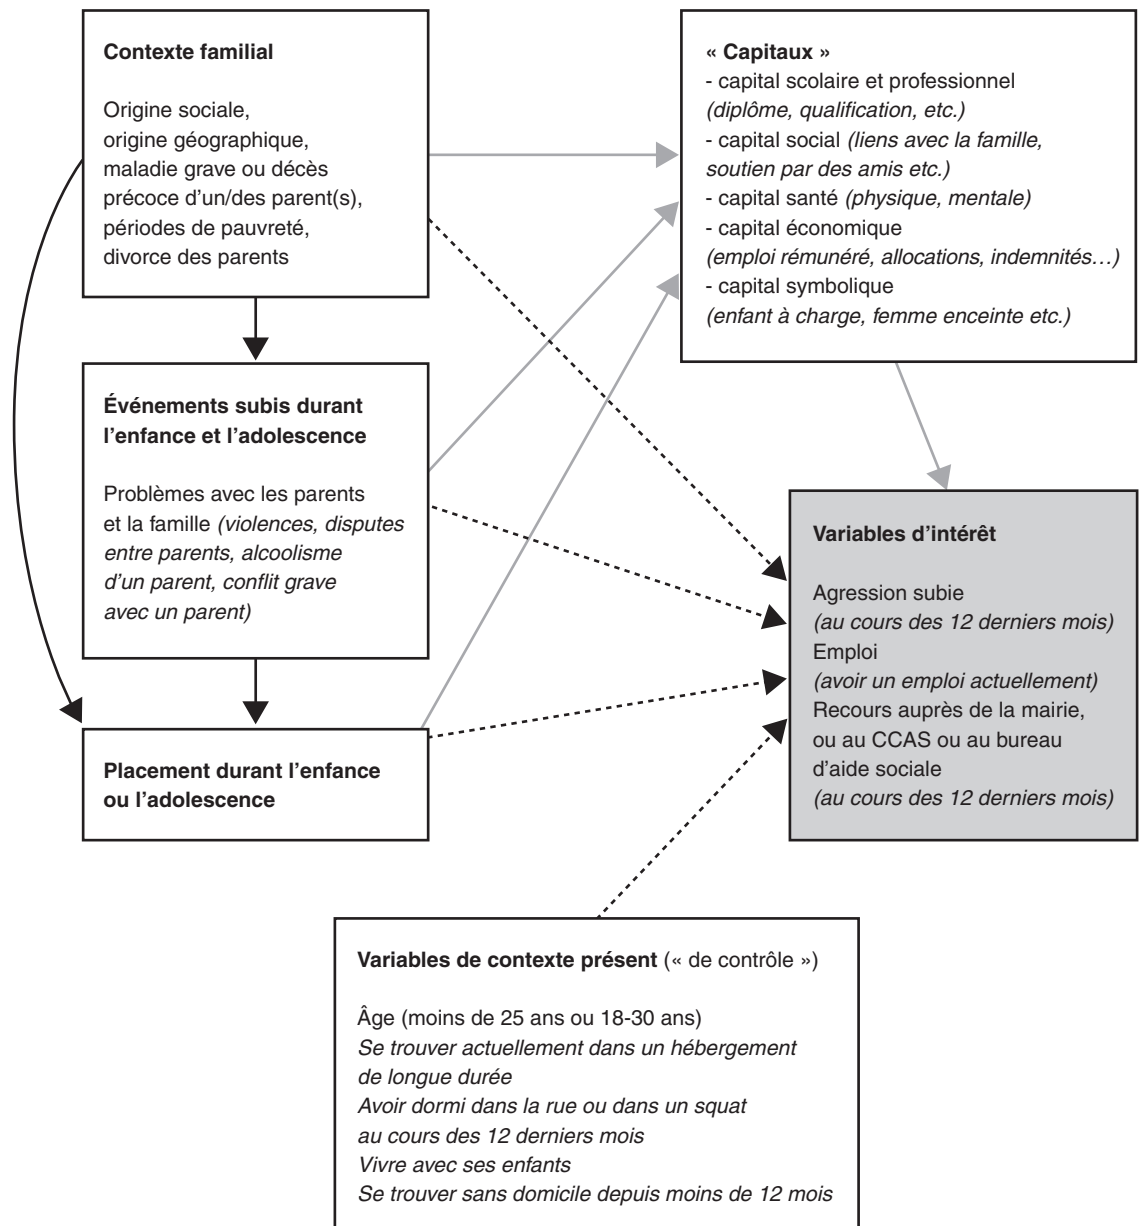 Contexte familial
Origine sociale,
origine géographique,
maladie grave ou décès
précoce d'un/des parent(s),
périodes de pauvreté,
divorce des parents
« Capitaux »
- capital scolaire et professionnel
(diplôme, qualification, etc.)
- capital social (liens avec la famille,
soutien par des amis etc.)
- capital santé (physique, mentale)
- capital économique
(emploi rémunéré, allocations, indemnités…)
- capital symbolique
(enfant à charge, femme enceinte etc.)
Événements subis durant
l'enfance et l'adolescence
Problèmes avec les parents
et la famille (violences, disputes
entre parents, alcoolisme
d'un parent, conflit grave
avec un parent)
Variables d'intérêt
Agression subie
(au cours des 12 derniers mois)
Emploi
(avoir un emploi actuellement)
Recours auprès de la mairie,
ou au CCAS ou au bureau
d'aide sociale
(au cours des 12 derniers mois)
Placement durant l'enfance
ou l'adolescence
Variables de contexte présent (« de contrôle »)
Âge (moins de 25 ans ou 18-30 ans)
Se trouver actuellement dans un hébergement
de longue durée
Avoir dormi dans la rue ou dans un squat
au cours des 12 derniers mois
Vivre avec ses enfants
Se trouver sans domicile depuis moins de 12 mois